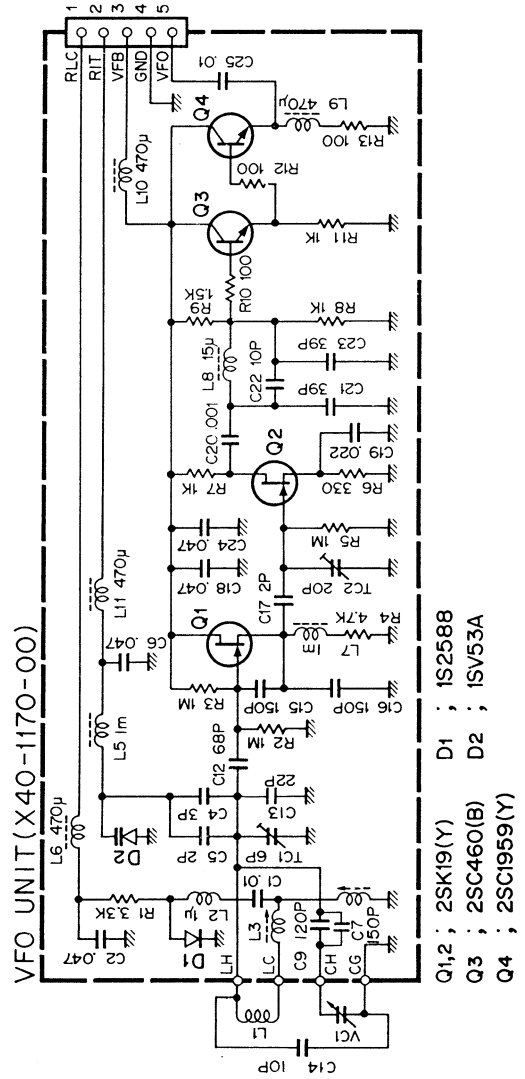 VFO UNIT (X40-1170-00)
1
2
3
4
5
RLC
RIT
VFB
GND
VFO
C25 .01
L10 470μ
Q4
L9
470μ
R12
100
R13 100
Q3
R10 100
R11 1K
R9
1.5K
R8 1K
L8 15μ
C22 10P
C23
39P
C21
39P
C20 .001
Q2
C19
.022
R7 1K
R6 330
C24 .047
C18 .047
R5 1M
TC2 20P
C17 2P
Q1
L11 470μ
C6 .047
R4
4.7K
L7
1m
R3 1M
C15
150P
C16 150P
R2
1M
C12 68P
L5 1m
L6 470μ
D2
C4
3P
C5
2P
C13
22P
TC1
6P
R1 3.3K
C2 .047
D1
L2 1μ
C1 .01
L3
C9 120P
C7
150P
LH
LC
CH
CG
L1
VC1
C14
10P
Q1,2 ; 2SK19(Y)
Q3 ; 2SC460(B)
Q4 ; 2SC1959(Y)
D1 ; 1S2588
D2 ; 1SV53A